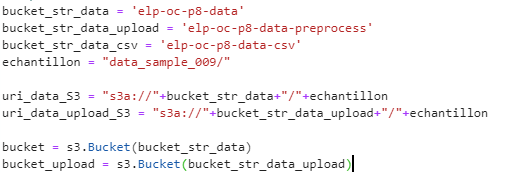 bucket_str_data = 'elp-oc-p8-data'
bucket_str_data_upload = 'elp-oc-p8-data-preprocess'
bucket_str_data_csv = 'elp-oc-p8-data-csv'
echantillon = "data_sample_009/"
uri_data_S3 = "s3a://"+bucket_str_data+"/"+echantillon
uri_data_upload_S3 = "s3a://"+bucket_str_data_upload+"/"+echantillon
bucket = s3.Bucket(bucket_str_data)
bucket_upload = s3.Bucket(bucket_str_data_upload)